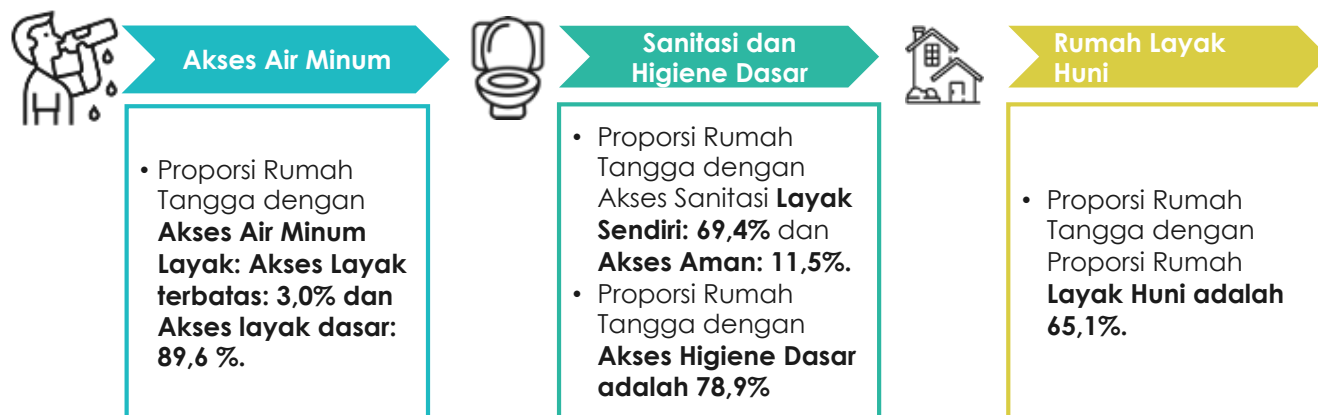 Akses Air Minum
• Proporsi Rumah
Tangga dengan
Akses Air Minum
Layak: Akses Layak
terbatas: 3,0% dan
Akses layak dasar:
89,6 %.
Sanitasi dan
Higiene Dasar
• Proporsi Rumah
Tangga dengan
Akses Sanitasi Layak
Sendiri: 69,4% dan
Akses Aman: 11,5%.
• Proporsi Rumah
Tangga dengan
Akses Higiene Dasar
adalah 78,9%
Rumah Layak
Huni
• Proporsi Rumah
Tangga dengan
Proporsi Rumah
Layak Huni adalah
65,1%.